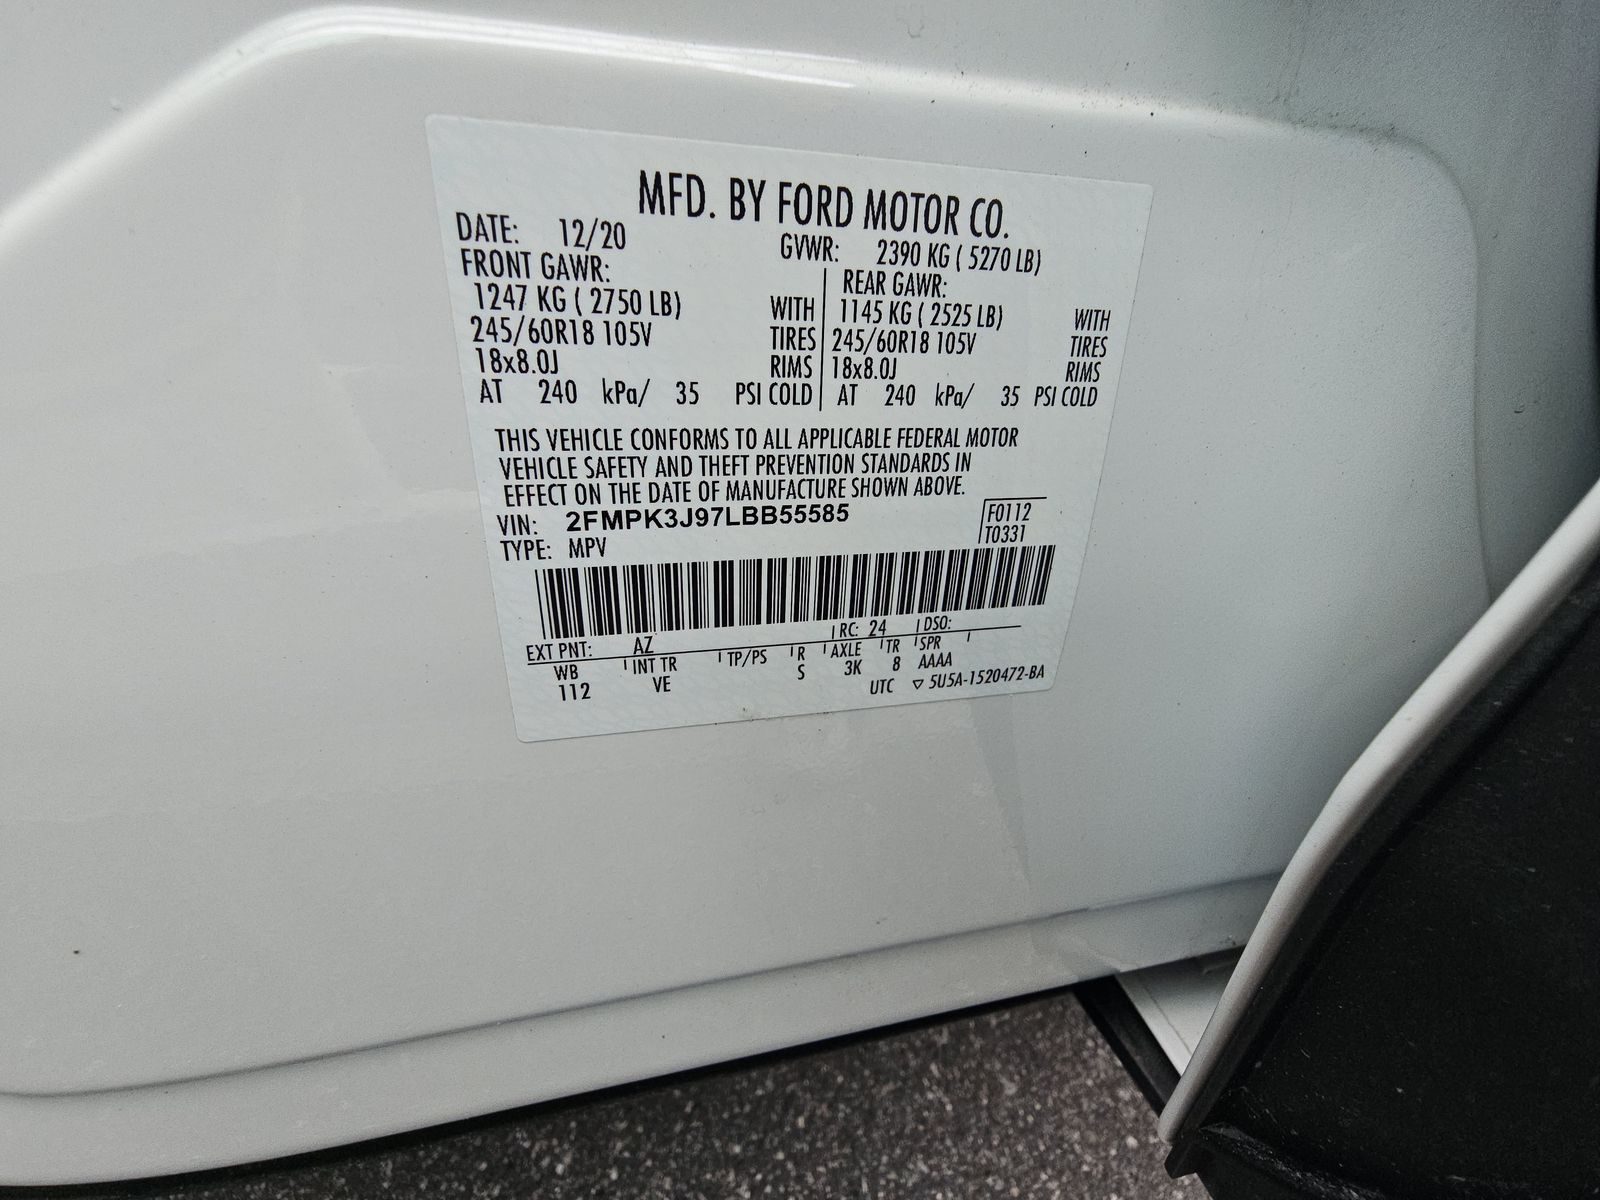 MFD. BY FORD MOTOR CO.
DATE: 12/20 GVWR: 2390 KG ( 5270 LB)
FRONT GAWR: REAR GAWR:
1247 KG ( 2750 LB) WITH 1145 KG ( 2525 LB) WITH
245/60R18 105V TIRES 245/60R18 105V TIRES
18x8.0J RIMS 18x8.0J RIMS
AT 240 kPa/ 35 PSI COLD AT 240 kPa/ 35 PSI COLD
THIS VEHICLE CONFORMS TO ALL APPLICABLE FEDERAL MOTOR
VEHICLE SAFETY AND THEFT PREVENTION STANDARDS IN
EFFECT ON THE DATE OF MANUFACTURE SHOWN ABOVE.
VIN: 2FMPK3J97LBB55585 F0112
TYPE: MPV T0331
EXT PNT: AZ RC: 24 DSO:
WB INT TR TP/PS R AXLE TR SPR
112 VE S 3K 8 AAAA
UTC ▽ 5U5A-1520472-BA